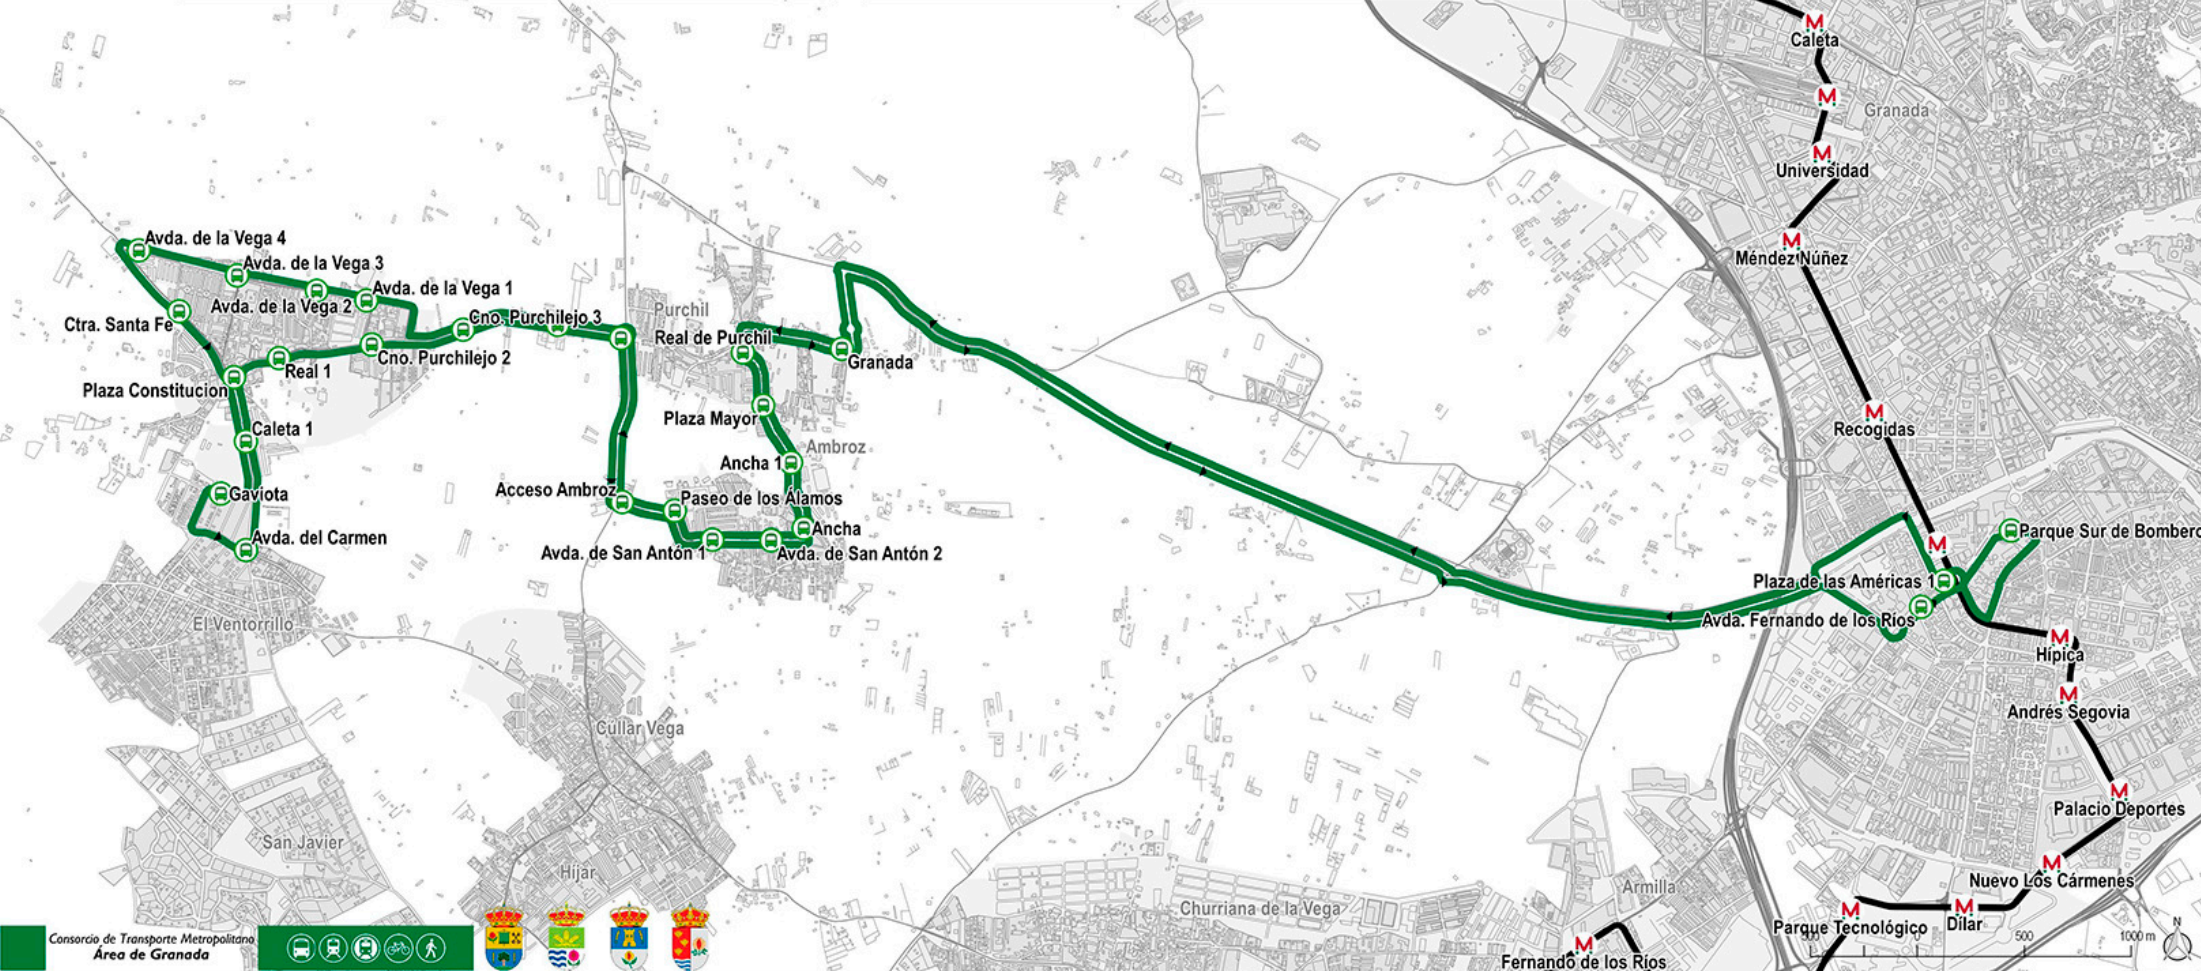 Caleta
Granada
Universidad
Méndez Núñez
Avda. de la Vega 4
Avda. de la Vega 3
Avda. de la Vega 1
Avda. de la Vega 2
Ctra. Santa Fe
Cno. Purchilejo 3
Cno. Purchilejo 2
Real 1
Plaza Constitucion
Caleta 1
Gaviota
Avda. del Carmen
Purchil
Real de Purchil
Granada
Plaza Mayor
Ambroz
Ancha 1
Acceso Ambroz
Paseo de los Álamos
Ancha
Avda. de San Antón 1
Avda. de San Antón 2
Recogidas
Parque Sur de Bombero
Plaza de las Américas 1
Avda. Fernando de los Ríos
Hípica
Andrés Segovia
Palacio Deportes
Nuevo Los Cármenes
Dílar
Parque Tecnológico
Fernando de los Ríos
El Ventorrillo
Cúllar Vega
San Javier
Híjar
Churriana de la Vega
Armilla
Consorcio de Transporte Metropolitano
Área de Granada
M
M
M
M
M
M
M
M
M
M
M
M
M
0
500
1000 m
N